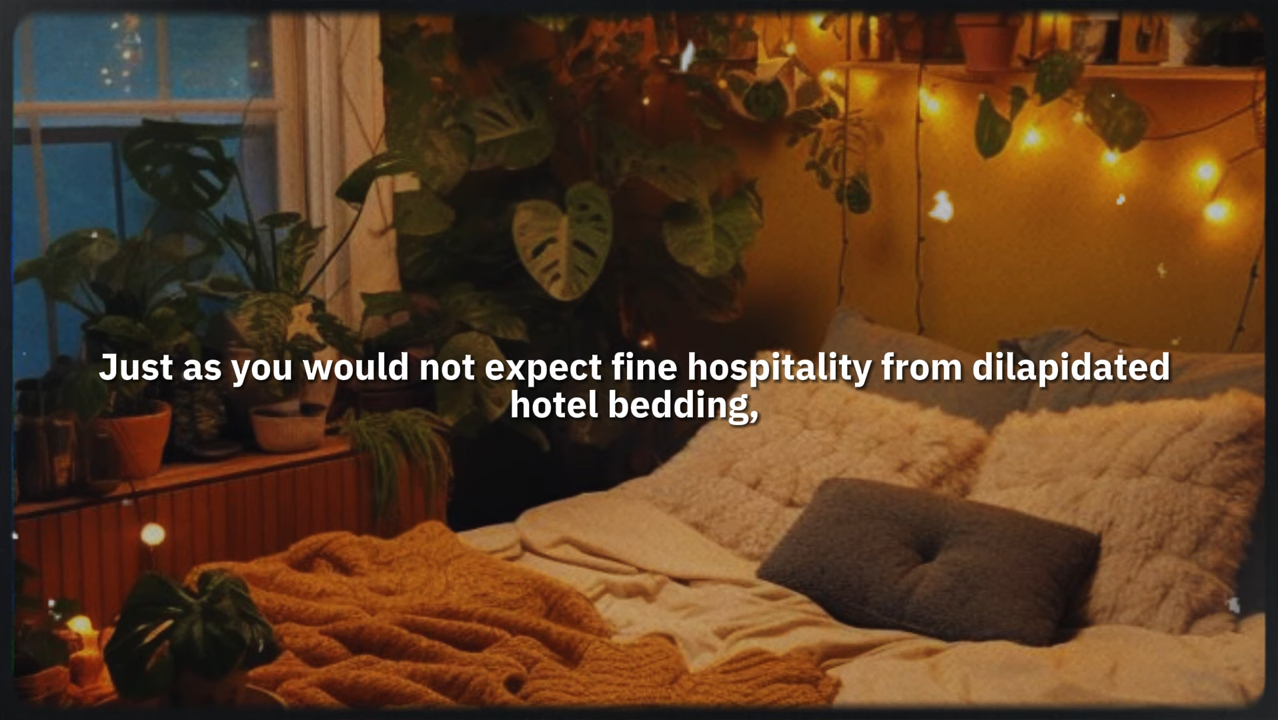 Just as you would not expect fine hospitality from dilapidated
hotel bedding,